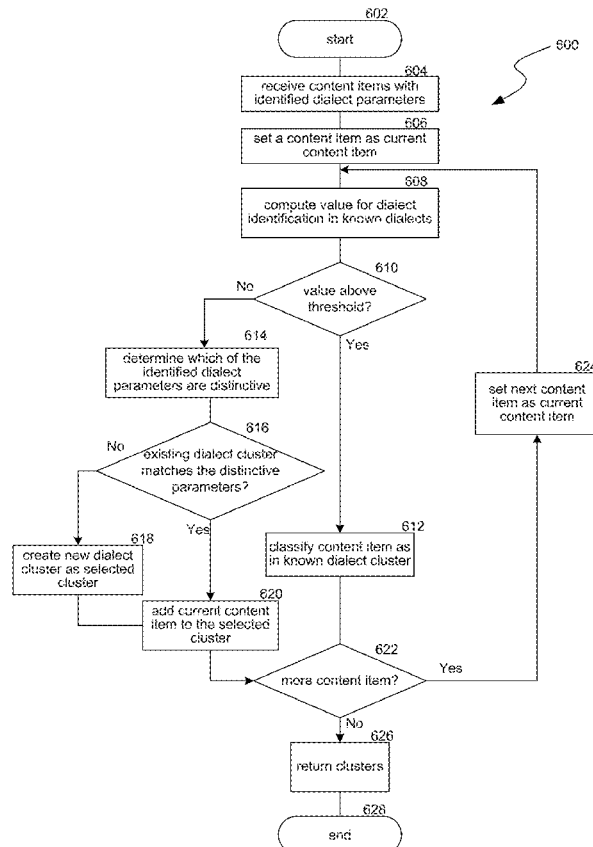 602
start
600
604
receive content items with
identified dialect parameters
606
set a content item as current
content item
608
compute value for dialect
identification in known dialects
610
value above
threshold?
No
Yes
614
determine which of the
identified dialect
parameters are distinctive
624
set next content
item as current
content item
616
existing dialect cluster
matches the distinctive
parameters?
No
Yes
618
create new dialect
cluster as selected
cluster
612
classify content item as
in known dialect cluster
620
add current content
item to the selected
cluster
622
more content item?
Yes
No
626
return clusters
628
end